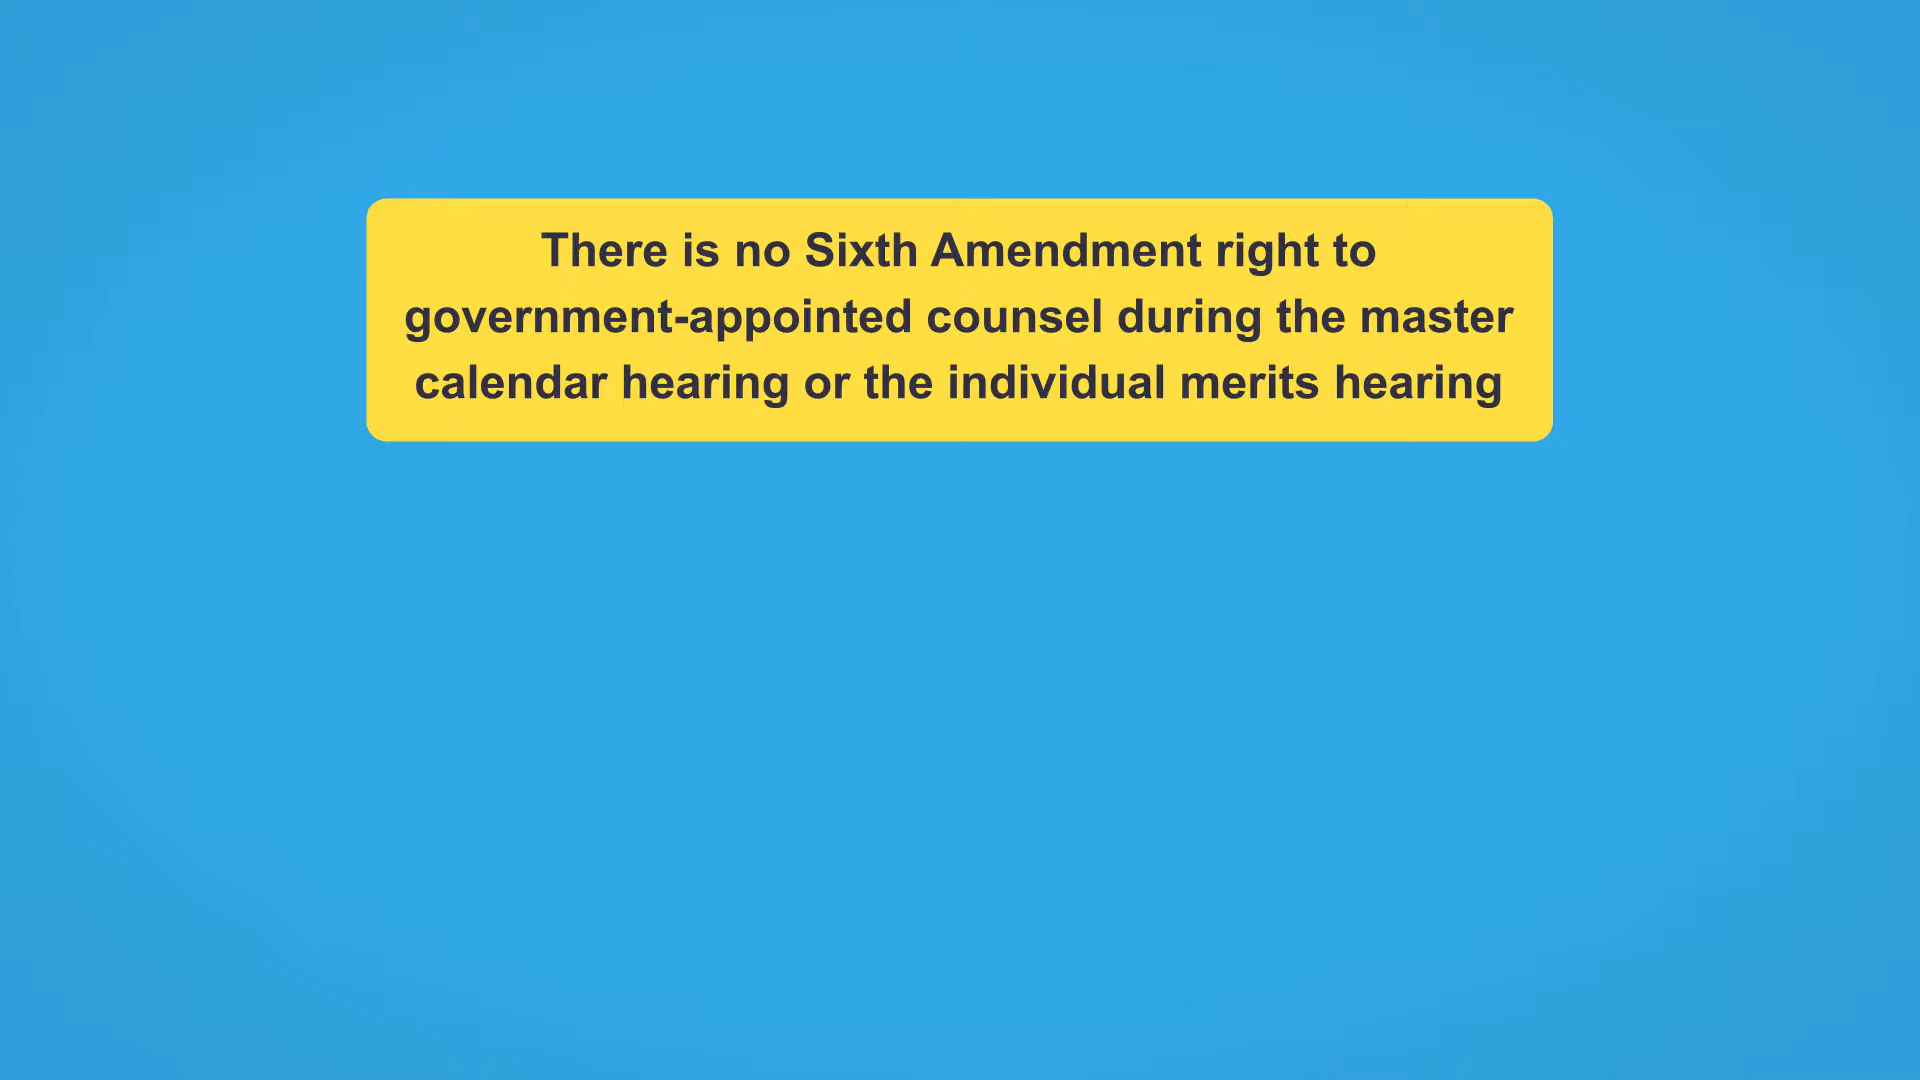 There is no Sixth Amendment right to
government-appointed counsel during the master
calendar hearing or the individual merits hearing